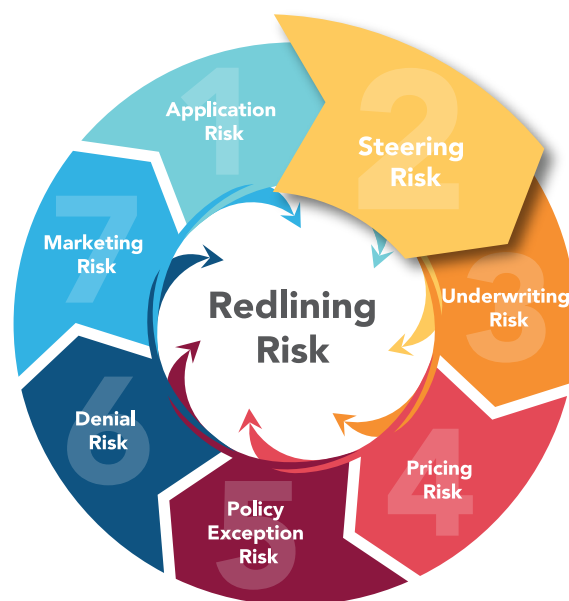 1
Application
Risk
2
Steering
Risk
3
Underwriting
Risk
4
Pricing
Risk
5
Policy
Exception
Risk
6
Denial
Risk
7
Marketing
Risk
Redlining
Risk